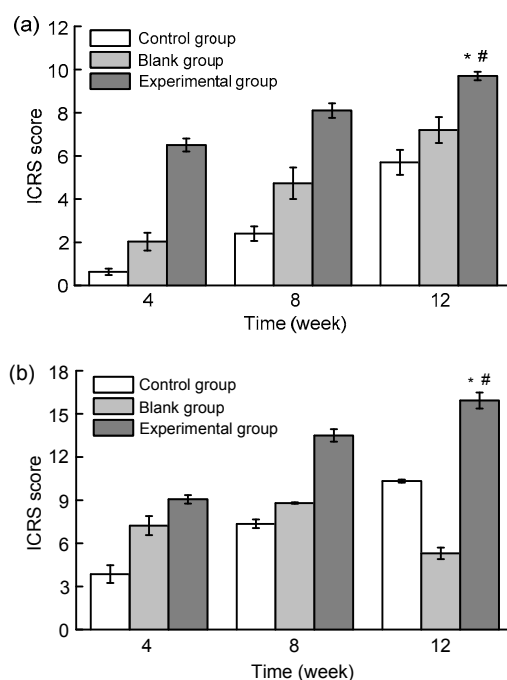 (a)
12
10
8
6
4
2
0
ICRS score
Control group
Blank group
Experimental group
* #
4 8 12
Time (week)
(b)
18
15
12
9
6
3
0
ICRS score
Control group
Blank group
Experimental group
* #
4 8 12
Time (week)